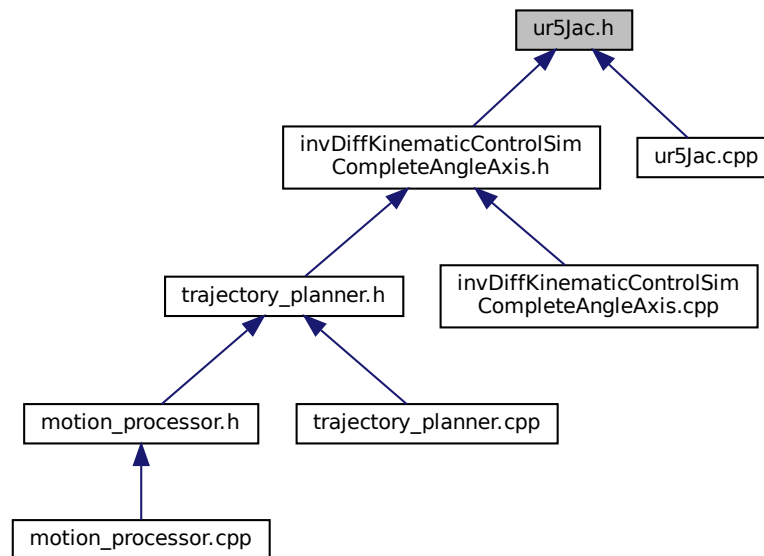 ur5Jac.h
invDiffKinematicControlSim
CompleteAngleAxis.h
ur5Jac.cpp
trajectory_planner.h
invDiffKinematicControlSim
CompleteAngleAxis.cpp
motion_processor.h
trajectory_planner.cpp
motion_processor.cpp